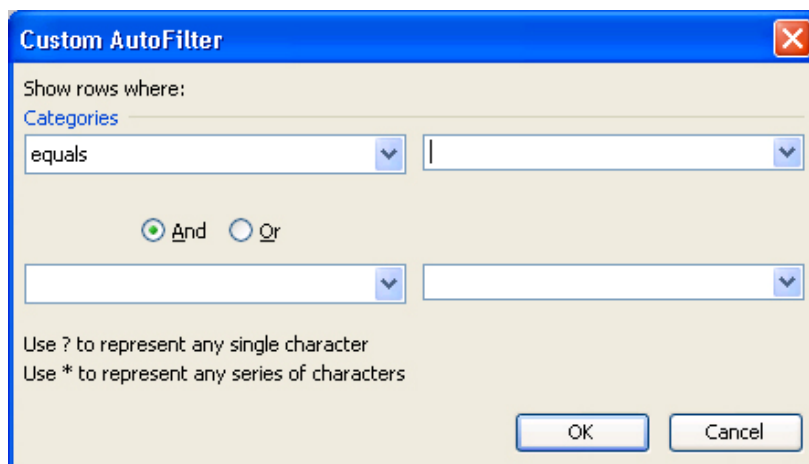 Custom AutoFilter
Show rows where:
Categories
equals
And Or
Use ? to represent any single character
Use * to represent any series of characters
OK Cancel